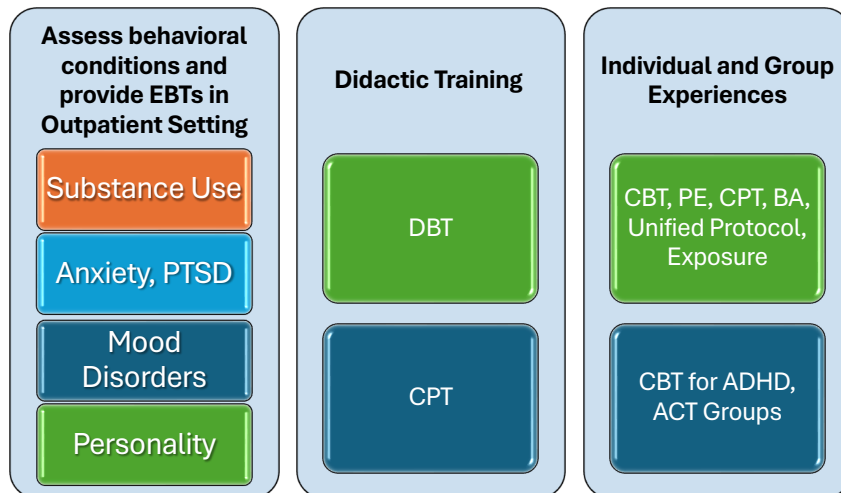 Assess behavioral
conditions and
provide EBTs in
Outpatient Setting
Substance Use
Anxiety, PTSD
Mood
Disorders
Personality
Didactic Training
DBT
CPT
Individual and Group
Experiences
CBT, PE, CPT, BA,
Unified Protocol,
Exposure
CBT for ADHD,
ACT Groups